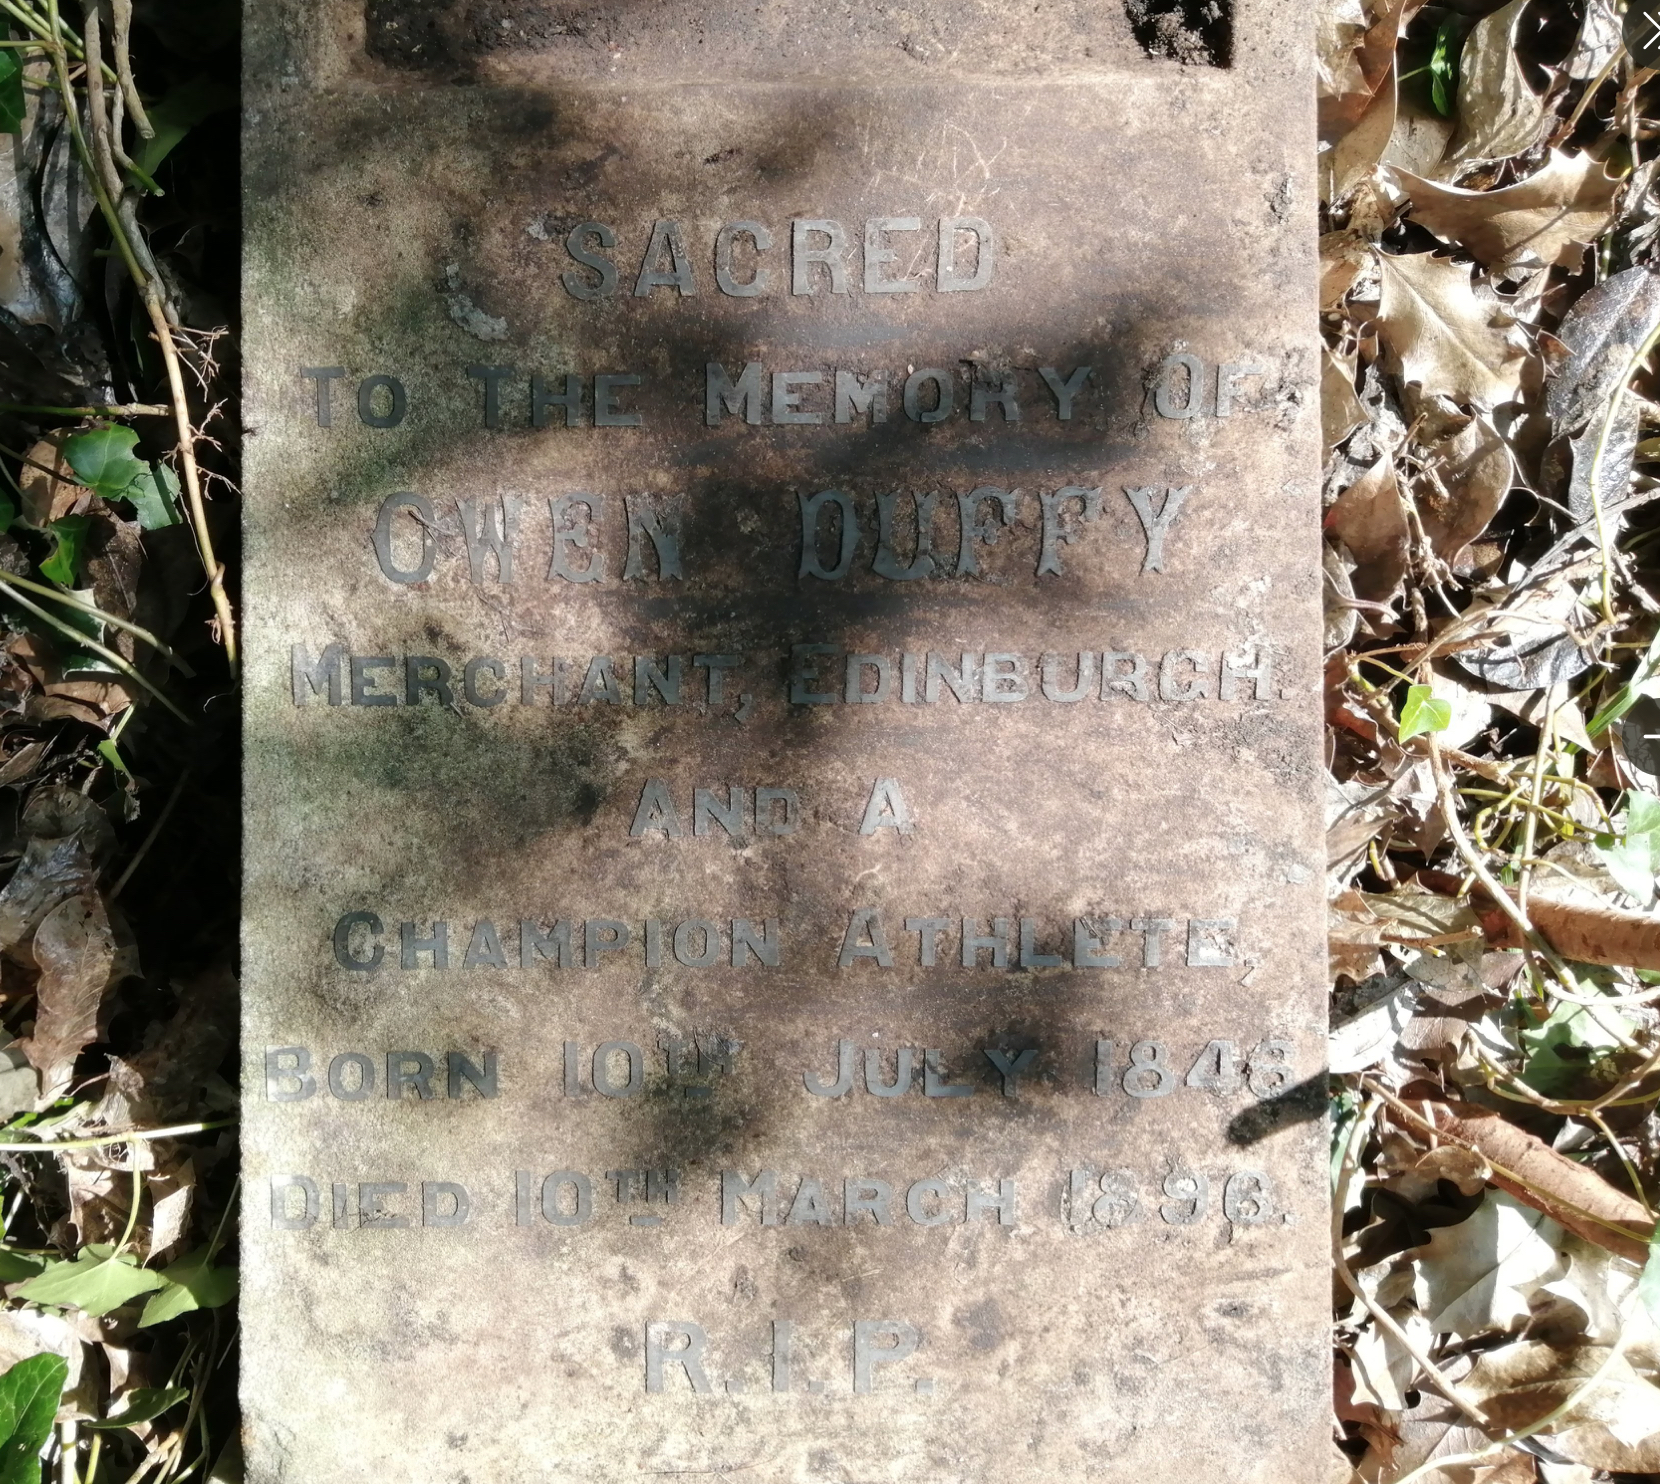 SACRED
TO THE MEMORY OF
OWEN DUFFY
MERCHANT, EDINBURGH.
AND A
CHAMPION ATHLETE,
BORN 10TH JULY 1846
DIED 10TH MARCH 1896.
R.I.P.